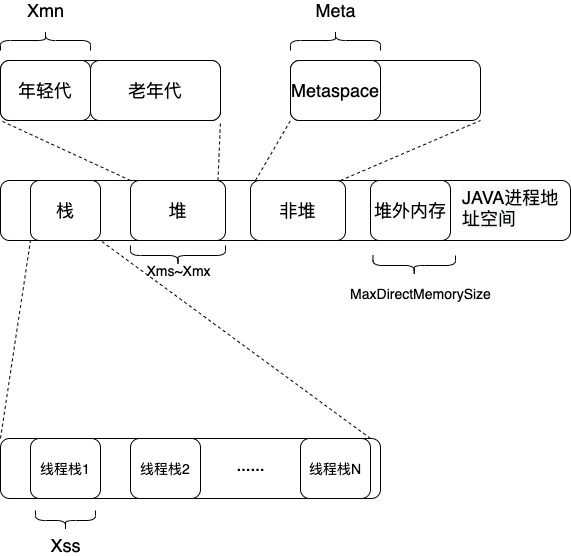 Xmn
Meta
年轻代
老年代
Metaspace
栈
堆
非堆
堆外内存
JAVA进程地
址空间
Xms~Xmx
MaxDirectMemorySize
线程栈1
线程栈2
······
线程栈N
Xss